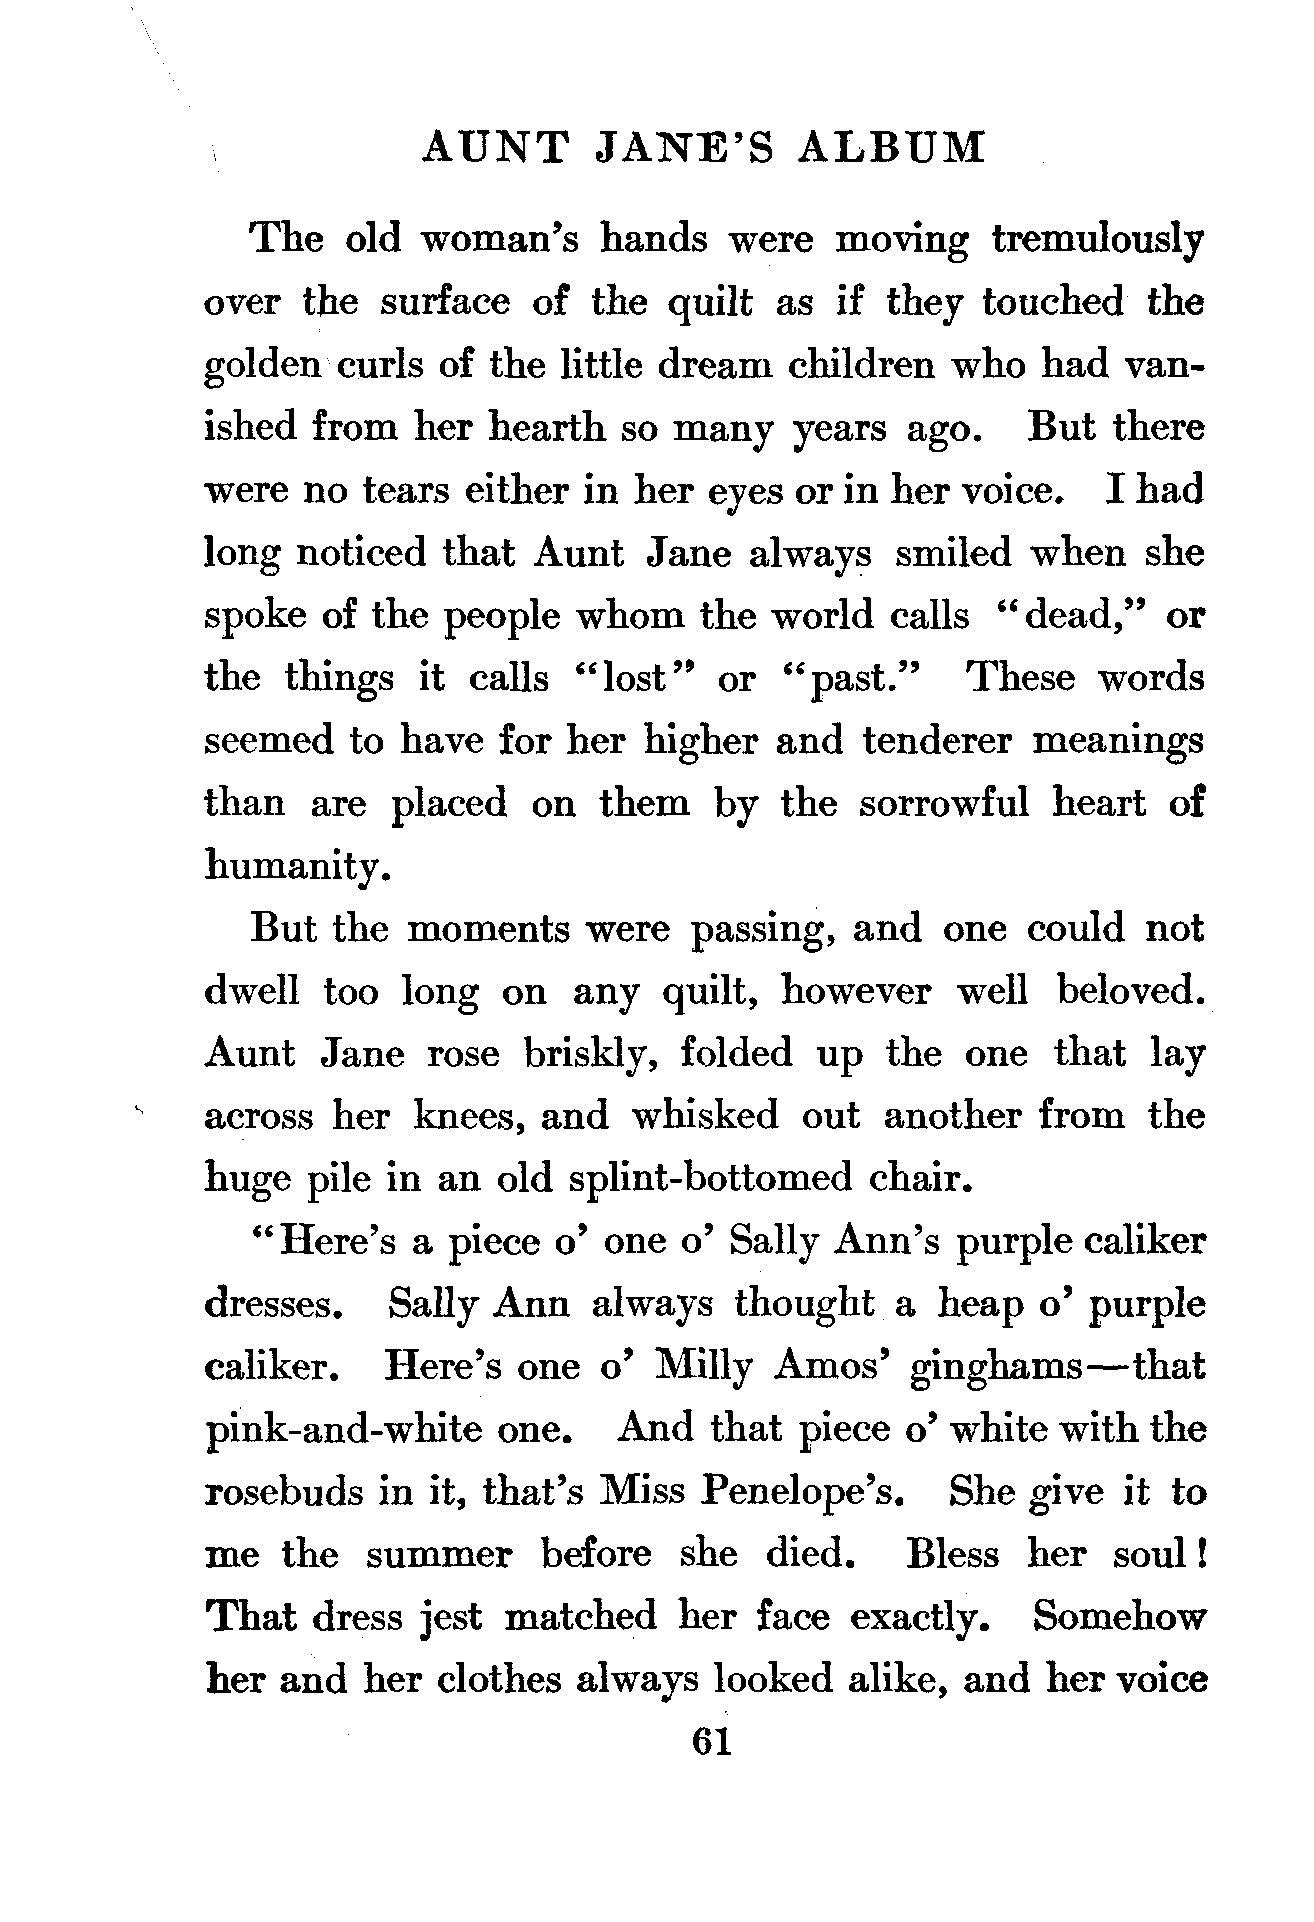 AUNT JANE'S ALBUM
The old woman's hands were moving tremulously
over the surface of the quilt as if they touched the
golden curls of the little dream children who had van-
ished from her hearth so many years ago. But there
were no tears either in her eyes or in her voice. I had
long noticed that Aunt Jane always smiled when she
spoke of the people whom the world calls “dead,” or
the things it calls “lost” or “past.” These words
seemed to have for her higher and tenderer meanings
than are placed on them by the sorrowful heart of
humanity.
But the moments were passing, and one could not
dwell too long on any quilt, however well beloved.
Aunt Jane rose briskly, folded up the one that lay
across her knees, and whisked out another from the
huge pile in an old splint-bottomed chair.
“Here's a piece o' one o' Sally Ann's purple caliker
dresses. Sally Ann always thought a heap o' purple
caliker. Here's one o' Milly Amos' ginghams—that
pink-and-white one. And that piece o' white with the
rosebuds in it, that's Miss Penelope's. She give it to
me the summer before she died. Bless her soul!
That dress jest matched her face exactly. Somehow
her and her clothes always looked alike, and her voice
61